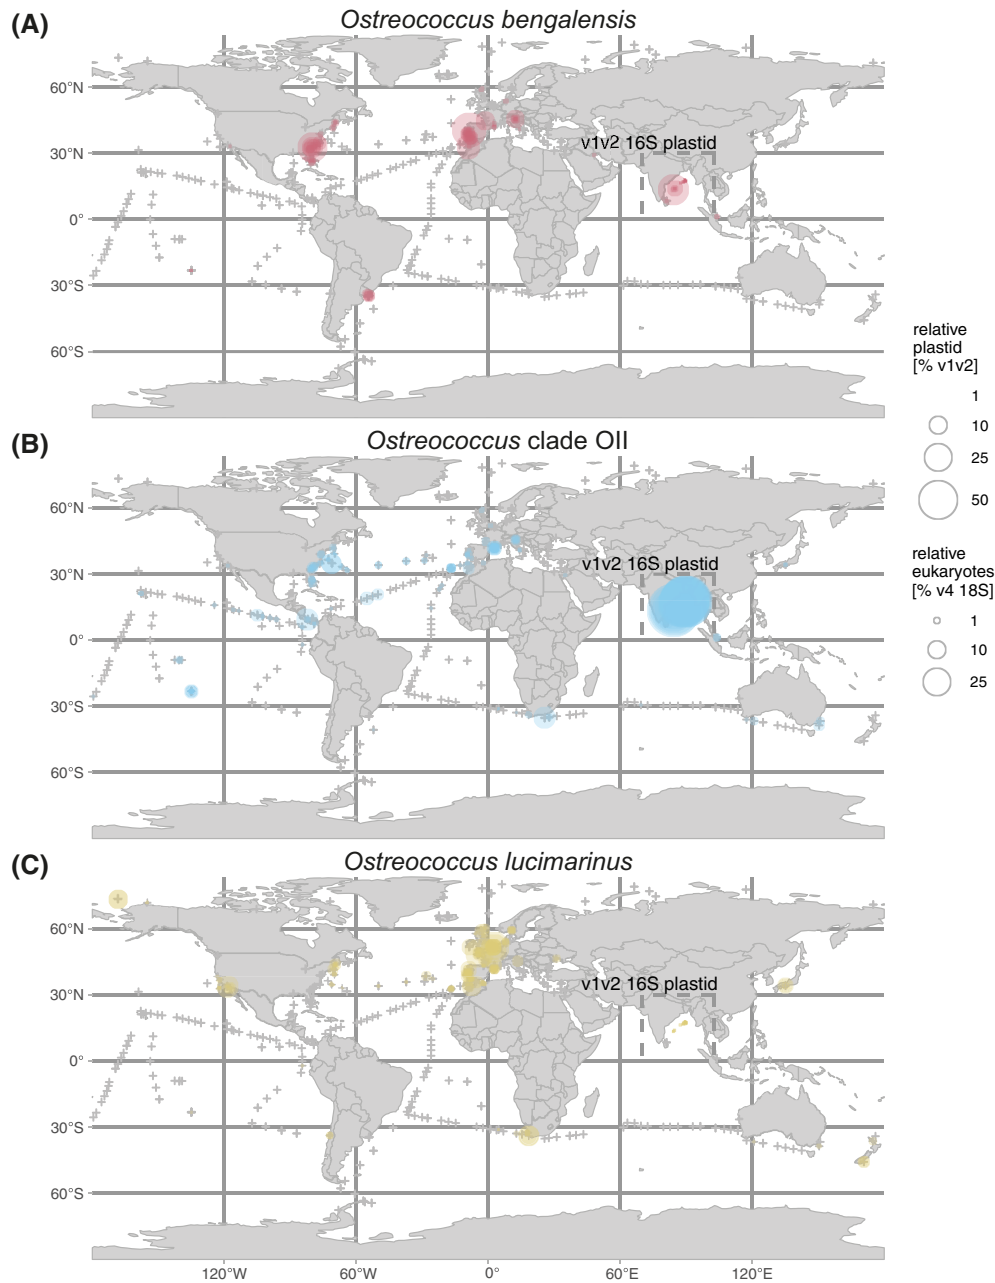 (A)
Ostreococcus bengalensis
60°N
30°N
0°
30°S
60°S
v1v2 16S plastid
(B)
Ostreococcus clade OII
60°N
30°N
0°
30°S
60°S
v1v2 16S plastid
(C)
Ostreococcus lucimarinus
60°N
30°N
0°
30°S
60°S
v1v2 16S plastid
120°W 60°W 0° 60°E 120°E
relative
plastid
[% v1v2]
1
10
25
50
relative
eukaryotes
[% v4 18S]
1
10
25